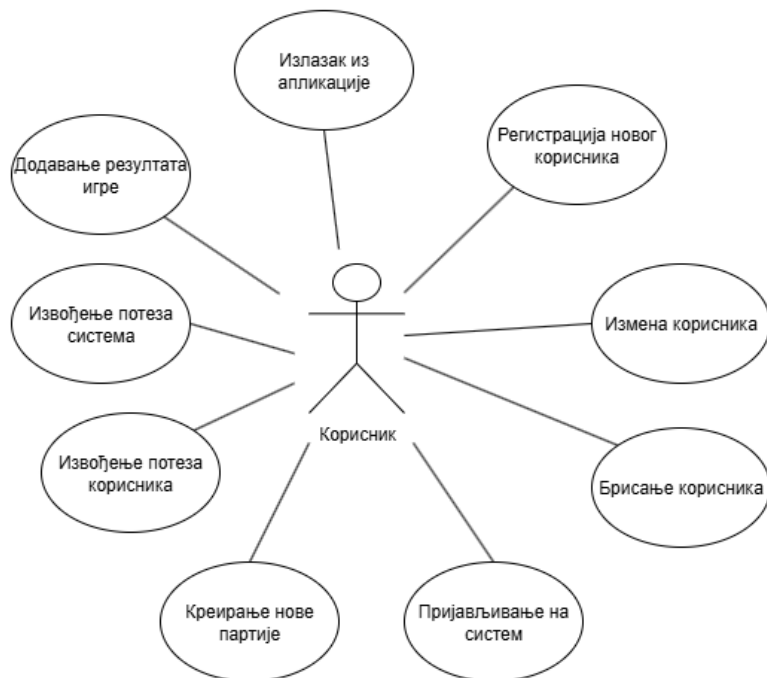 Излазак из
апликације
Регистрација новог
корисника
Додавање резултата
игре
Извођење потеза
система
Измена корисника
Корисник
Извођење потеза
корисника
Брисање корисника
Креирање нове
партије
Пријављивање на
систем